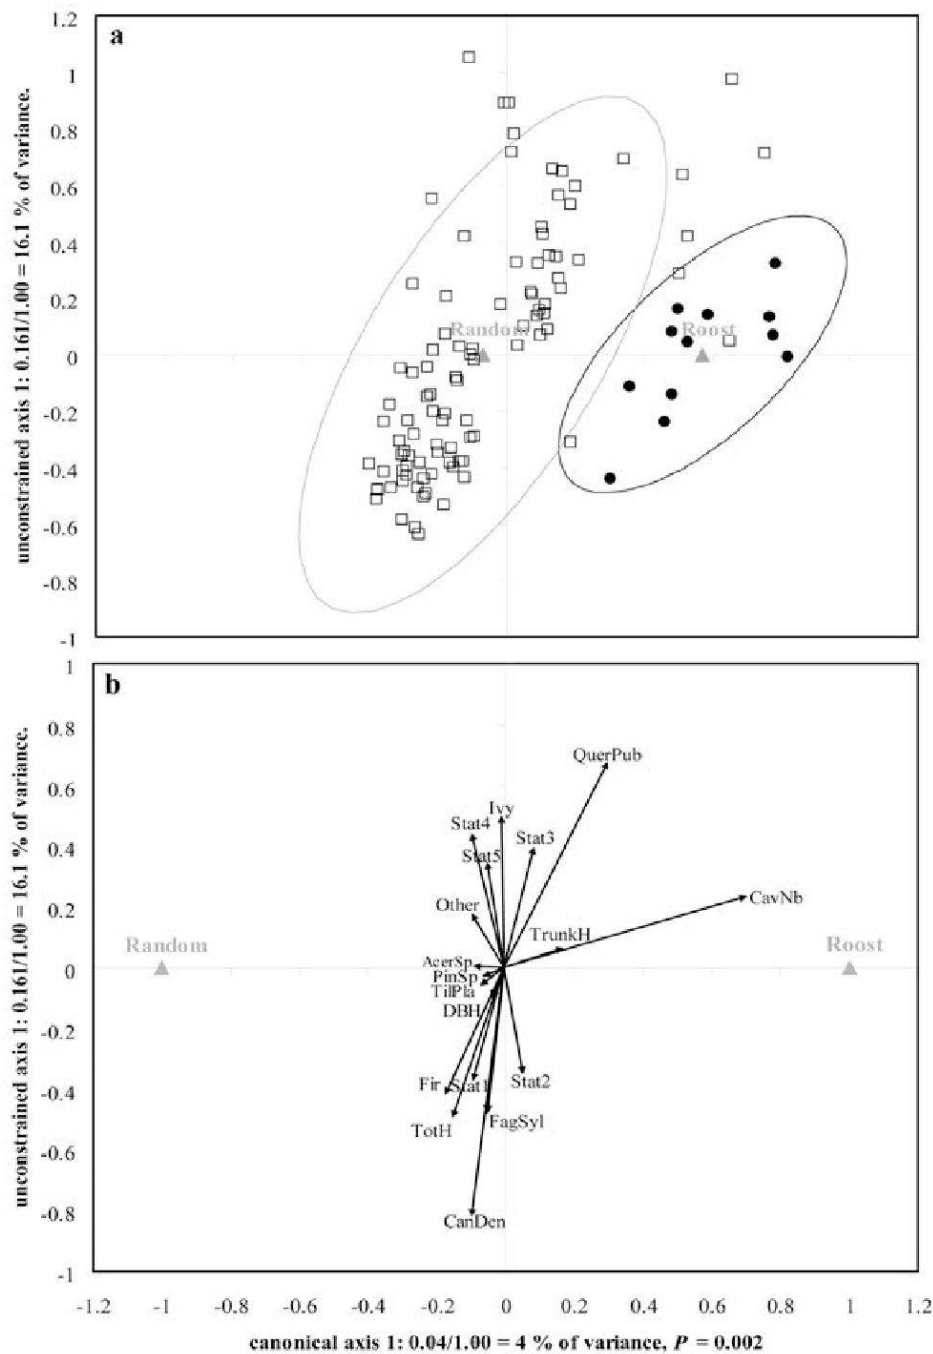 a
1.2
1
0.8
0.6
0.4
0.2
0
-0.2
-0.4
-0.6
-0.8
-1
unconstrained axis 1: 0.161/1.00 = 16.1 % of variance.
Random
Roost
b
1
0.8
0.6
0.4
0.2
0
-0.2
-0.4
-0.6
-0.8
-1
unconstrained axis 1: 0.161/1.00 = 16.1 % of variance.
QuerPub
Ivy
Stat4
Stat3
Stat5
CavNb
Other
TrunkH
Random
Roost
AcerSp
PinSp
TilPla
DBH
Fir
Stat1
Stat2
FagSyl
TotH
CanDen
-1.2 -1 -0.8 -0.6 -0.4 -0.2 0 0.2 0.4 0.6 0.8 1 1.2
canonical axis 1: 0.04/1.00 = 4 % of variance, P = 0.002